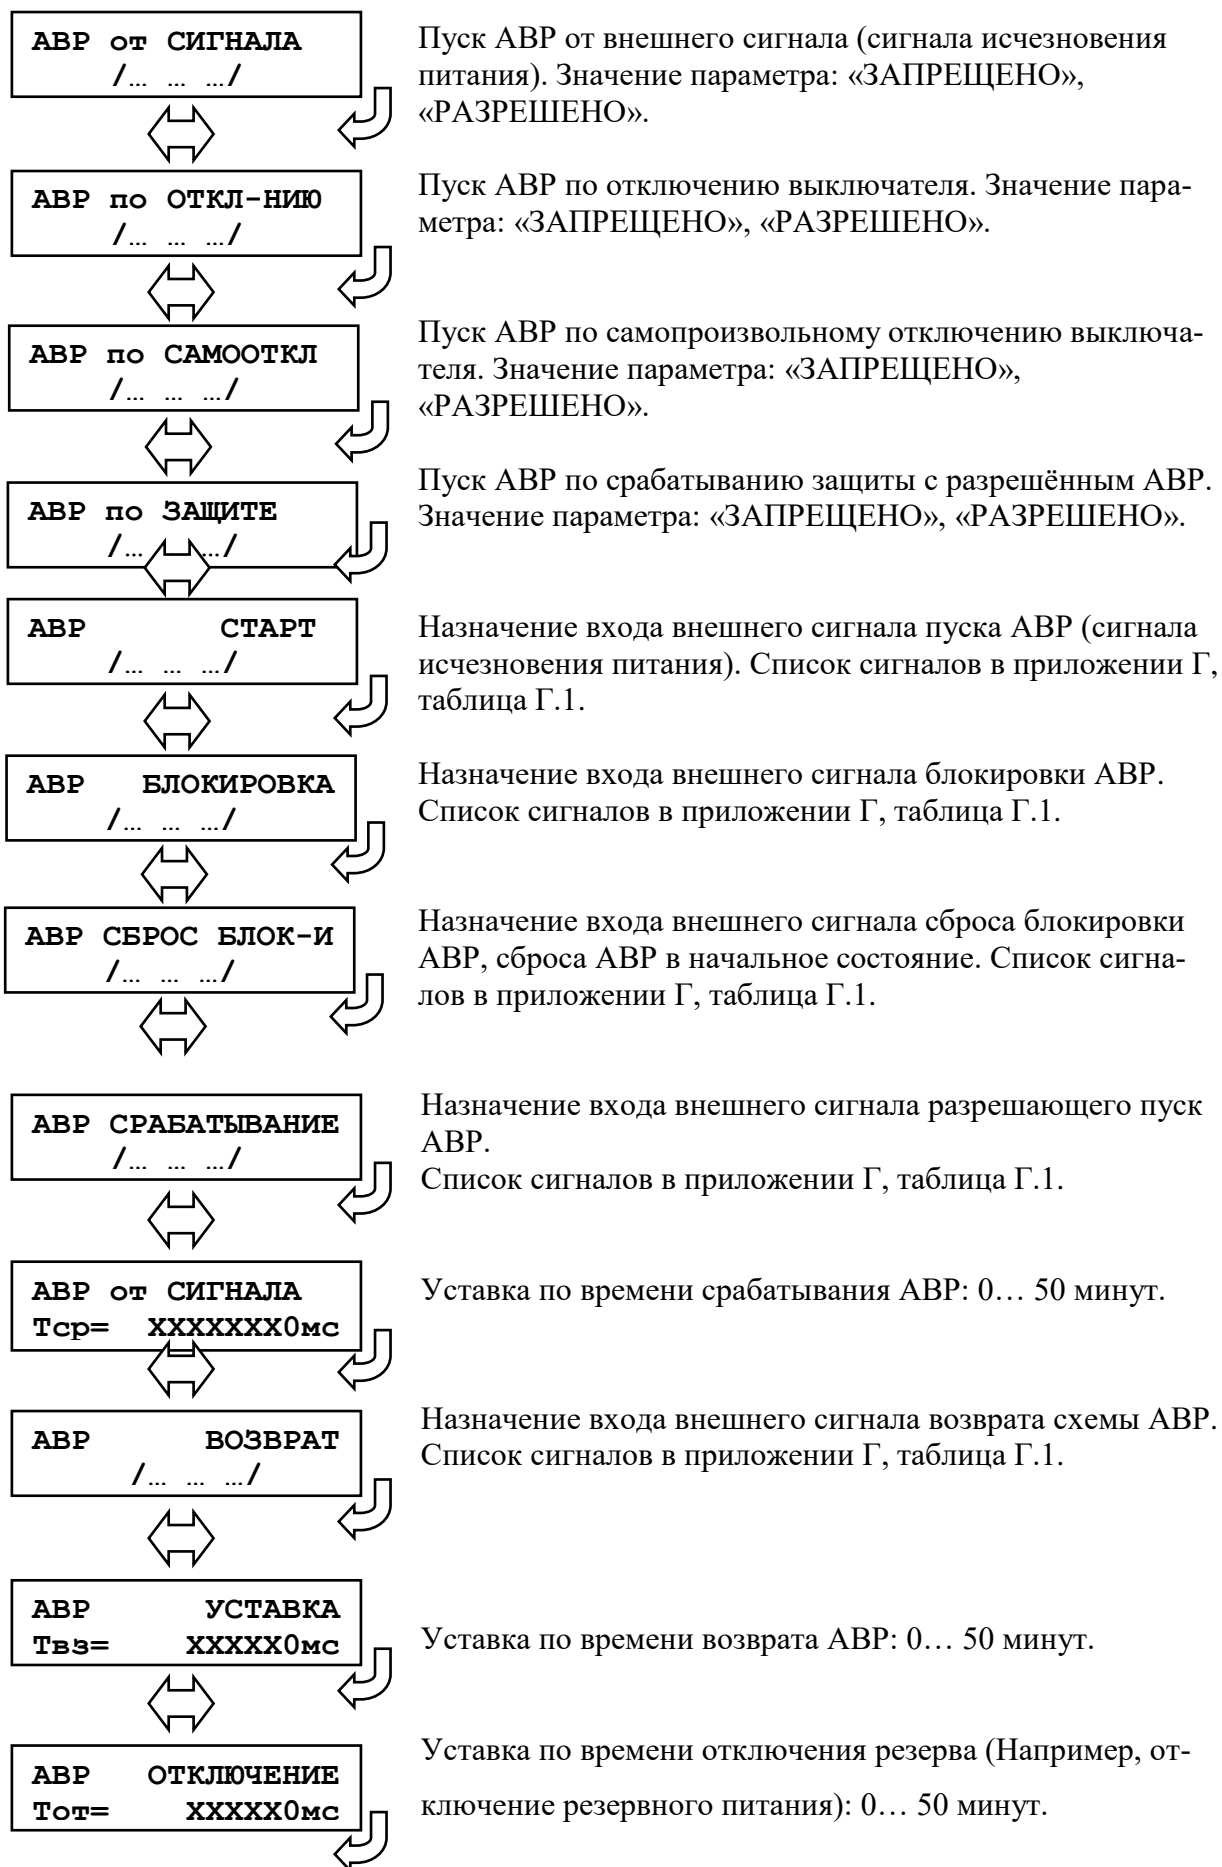 АВР от СИГНАЛА
/… … …/
Пуск АВР от внешнего сигнала (сигнала исчезновения
питания). Значение параметра: «ЗАПРЕЩЕНО»,
«РАЗРЕШЕНО».
АВР по ОТКЛ-НИЮ
/… … …/
Пуск АВР по отключению выключателя. Значение пара-
метра: «ЗАПРЕЩЕНО», «РАЗРЕШЕНО».
АВР по САМООТКЛ
/… … …/
Пуск АВР по самопроизвольному отключению выключа-
теля. Значение параметра: «ЗАПРЕЩЕНО»,
«РАЗРЕШЕНО».
АВР по ЗАЩИТЕ
/… … …/
Пуск АВР по срабатыванию защиты с разрешённым АВР.
Значение параметра: «ЗАПРЕЩЕНО», «РАЗРЕШЕНО».
АВР СТАРТ
/… … …/
Назначение входа внешнего сигнала пуска АВР (сигнала
исчезновения питания). Список сигналов в приложении Г,
таблица Г.1.
АВР БЛОКИРОВКА
/… … …/
Назначение входа внешнего сигнала блокировки АВР.
Список сигналов в приложении Г, таблица Г.1.
АВР СБРОС БЛОК-И
/… … …/
Назначение входа внешнего сигнала сброса блокировки
АВР, сброса АВР в начальное состояние. Список сигна-
лов в приложении Г, таблица Г.1.
АВР СРАБАТЫВАНИЕ
/… … …/
Назначение входа внешнего сигнала разрешающего пуск
АВР.
Список сигналов в приложении Г, таблица Г.1.
АВР от СИГНАЛА
Тср= ХХХХХХХ0мс
Уставка по времени срабатывания АВР: 0… 50 минут.
АВР ВОЗВРАТ
/… … …/
Назначение входа внешнего сигнала возврата схемы АВР.
Список сигналов в приложении Г, таблица Г.1.
АВР УСТАВКА
Твз= ХХХХХ0мс
Уставка по времени возврата АВР: 0… 50 минут.
АВР ОТКЛЮЧЕНИЕ
Тот= ХХХХХ0мс
Уставка по времени отключения резерва (Например, от-
ключение резервного питания): 0… 50 минут.